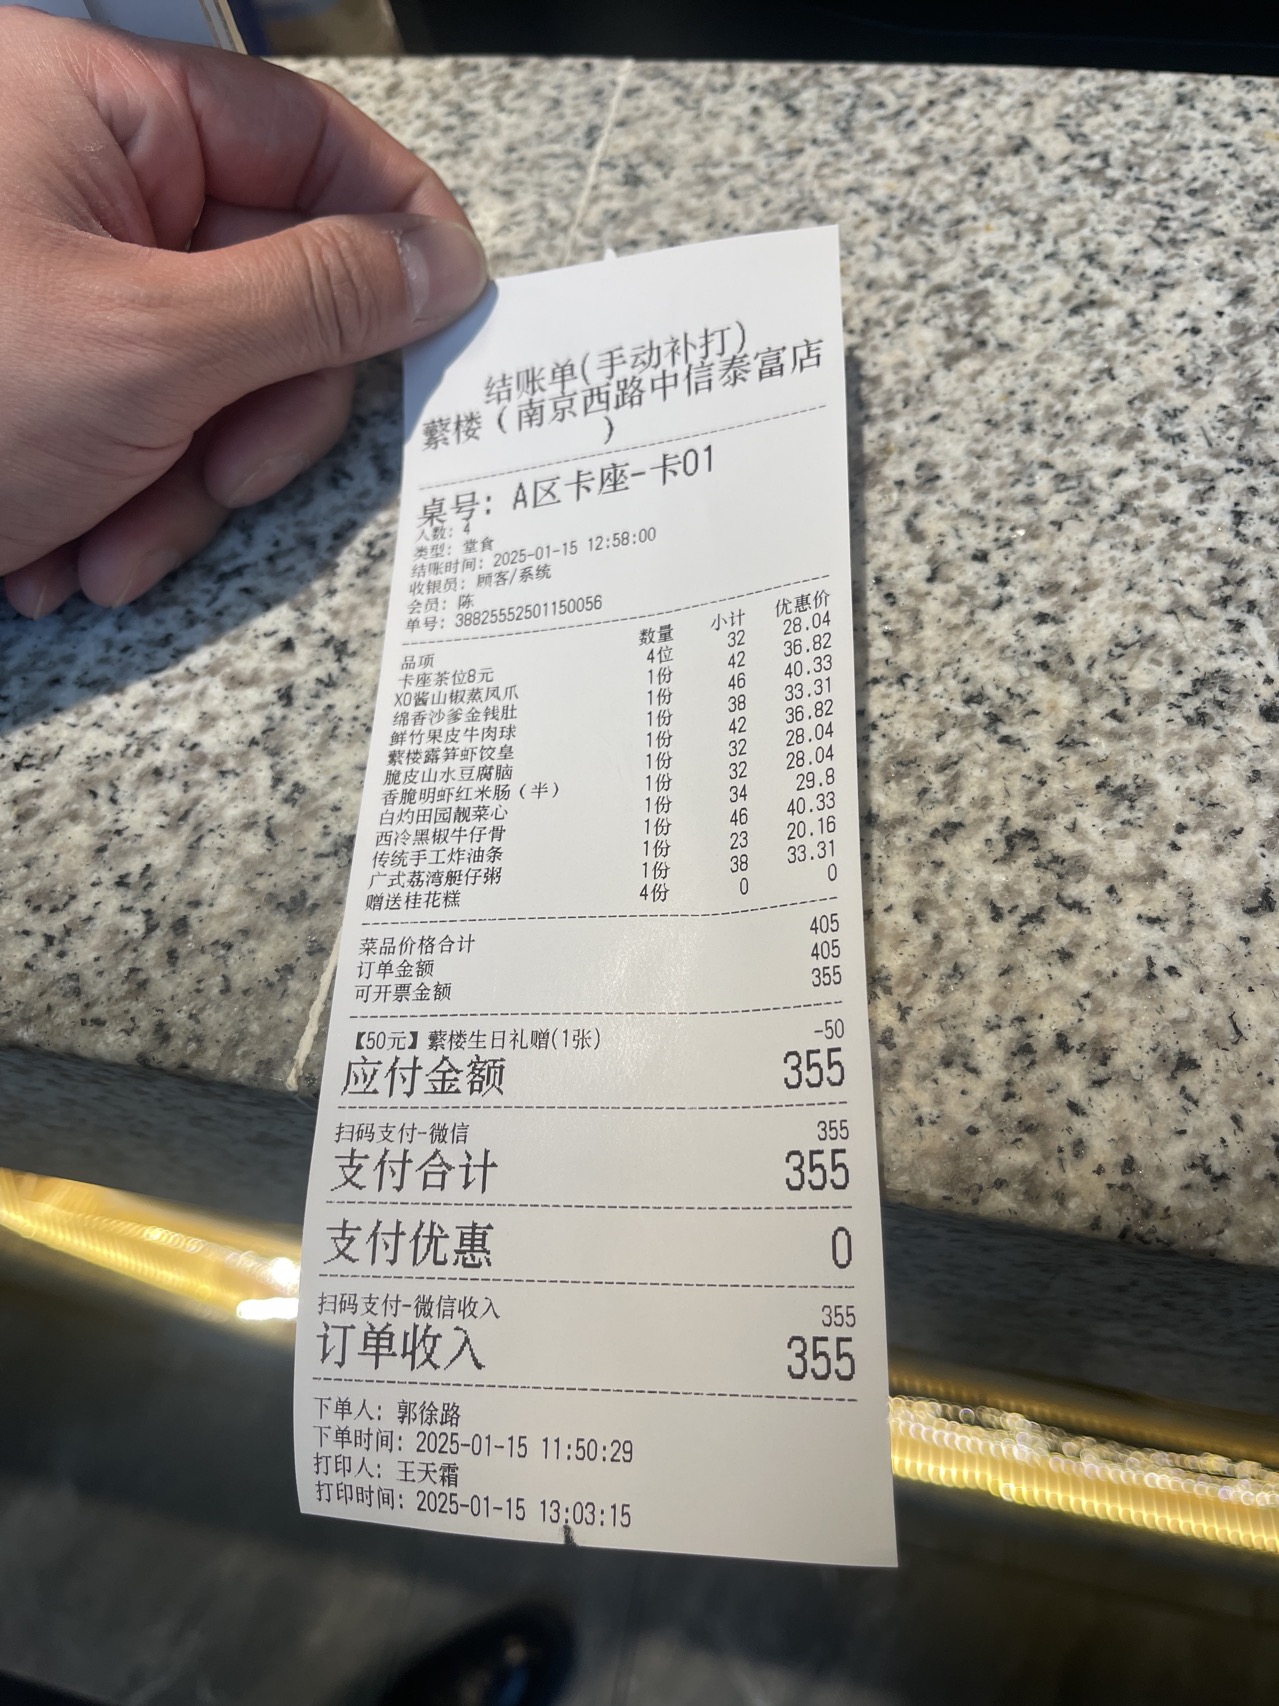 结账单(手动补打)
蘩楼（南京西路中信泰富店
）
桌号: A区卡座-卡01
人数: 4
类型: 堂食
结账时间: 2025-01-15 12:58:00
收银员: 顾客/系统
会员: 陈
单号: 38825552501150056
品项 数量 小计 优惠价
卡座茶位8元 4位 32 28.04
XO酱山椒蒸凤爪 1份 42 36.82
绵香沙爹金钱肚 1份 46 40.33
鲜竹果皮牛肉球 1份 38 33.31
蘩楼露笋虾饺皇 1份 42 36.82
脆皮山水豆腐脑 1份 32 28.04
香脆明虾红米肠（半） 1份 32 28.04
白灼田园靓菜心 1份 34 29.8
西冷黑椒牛仔骨 1份 46 40.33
传统手工炸油条 1份 23 20.16
广式荔湾艇仔粥 1份 38 33.31
赠送桂花糕 4份 0 0
菜品价格合计 405
订单金额 405
可开票金额 355
【50元】蘩楼生日礼赠(1张) -50
应付金额 355
扫码支付-微信 355
支付合计 355
支付优惠 0
扫码支付-微信收入 355
订单收入 355
下单人: 郭徐路
下单时间: 2025-01-15 11:50:29
打印人: 王天霜
打印时间: 2025-01-15 13:03:15